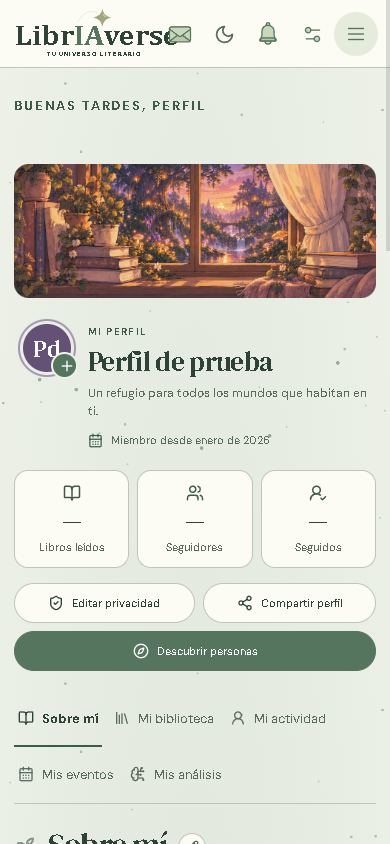 LibrIAverse
TU UNIVERSO LITERARIO
BUENAS TARDES, PERFIL
Pd
MI PERFIL
Perfil de prueba
Un refugio para todos los mundos que habitan en
ti.
Miembro desde enero de 2026
— — —
Libros leídos Seguidores Seguidos
Editar privacidad Compartir perfil
Descubrir personas
Sobre mí Mi biblioteca Mi actividad
Mis eventos Mis análisis
Sobre mí